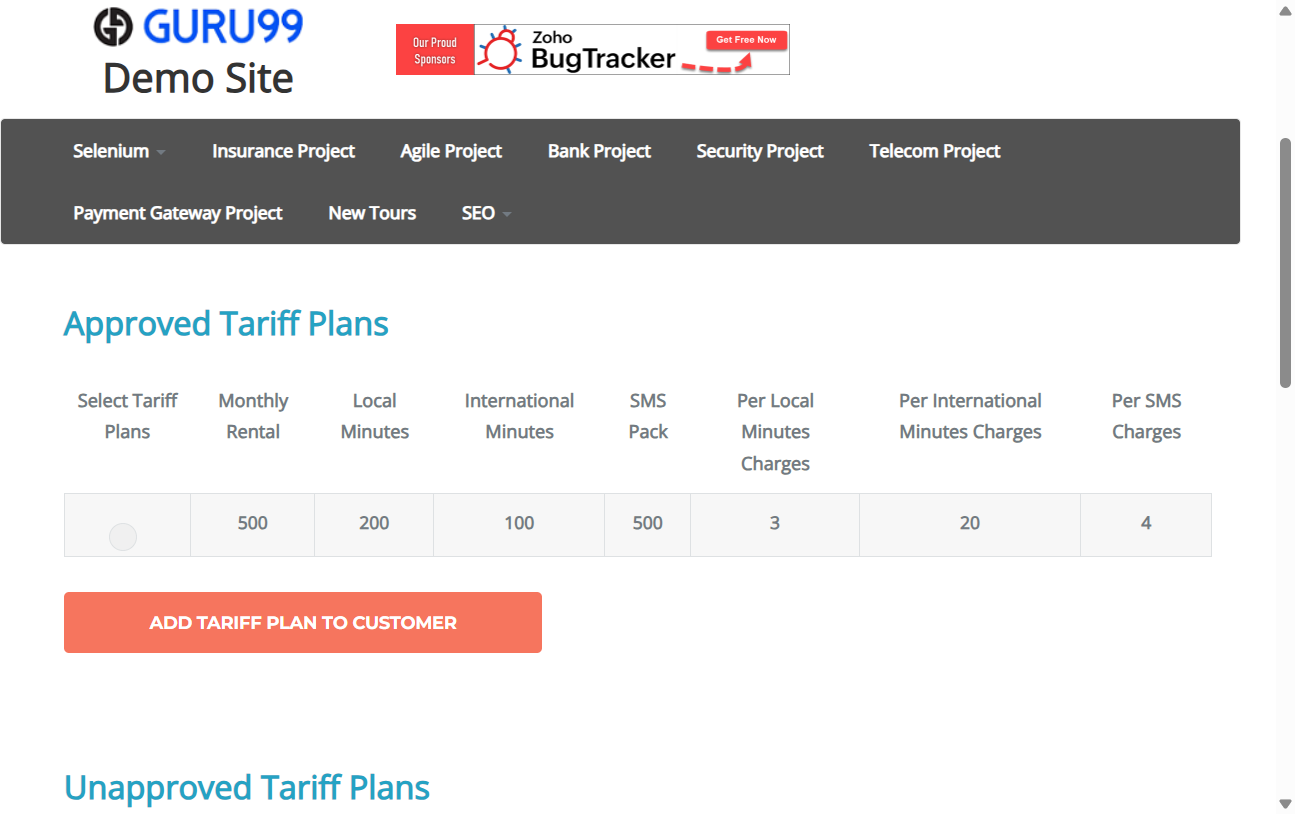 GURU99
Demo Site
Our Proud
Sponsors
Zoho
BugTracker
Get Free Now
Selenium
Insurance Project
Agile Project
Bank Project
Security Project
Telecom Project
Payment Gateway Project
New Tours
SEO
Approved Tariff Plans
Select Tariff
Plans
Monthly
Rental
Local
Minutes
International
Minutes
SMS
Pack
Per Local
Minutes
Charges
Per International
Minutes Charges
Per SMS
Charges
500
200
100
500
3
20
4
ADD TARIFF PLAN TO CUSTOMER
Unapproved Tariff Plans